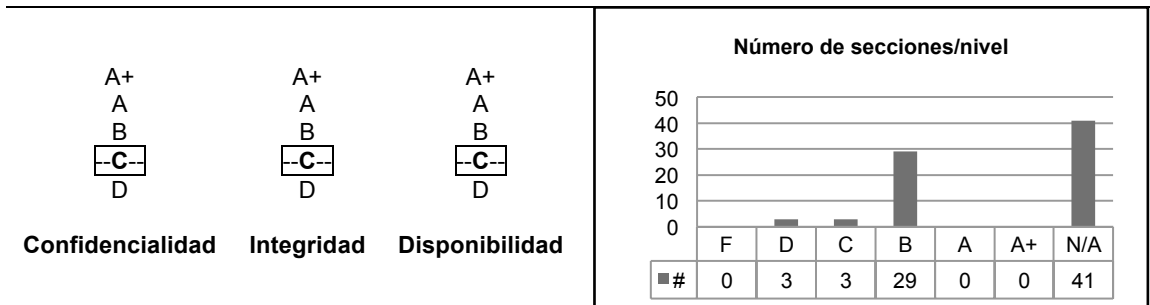 A+ A+ A+
A A A
B B B
--C-- --C-- --C--
D D D
Confidencialidad Integridad Disponibilidad
Número de secciones/nivel
50
40
30
20
10
0
F D C B A A+ N/A
# 0 3 3 29 0 0 41